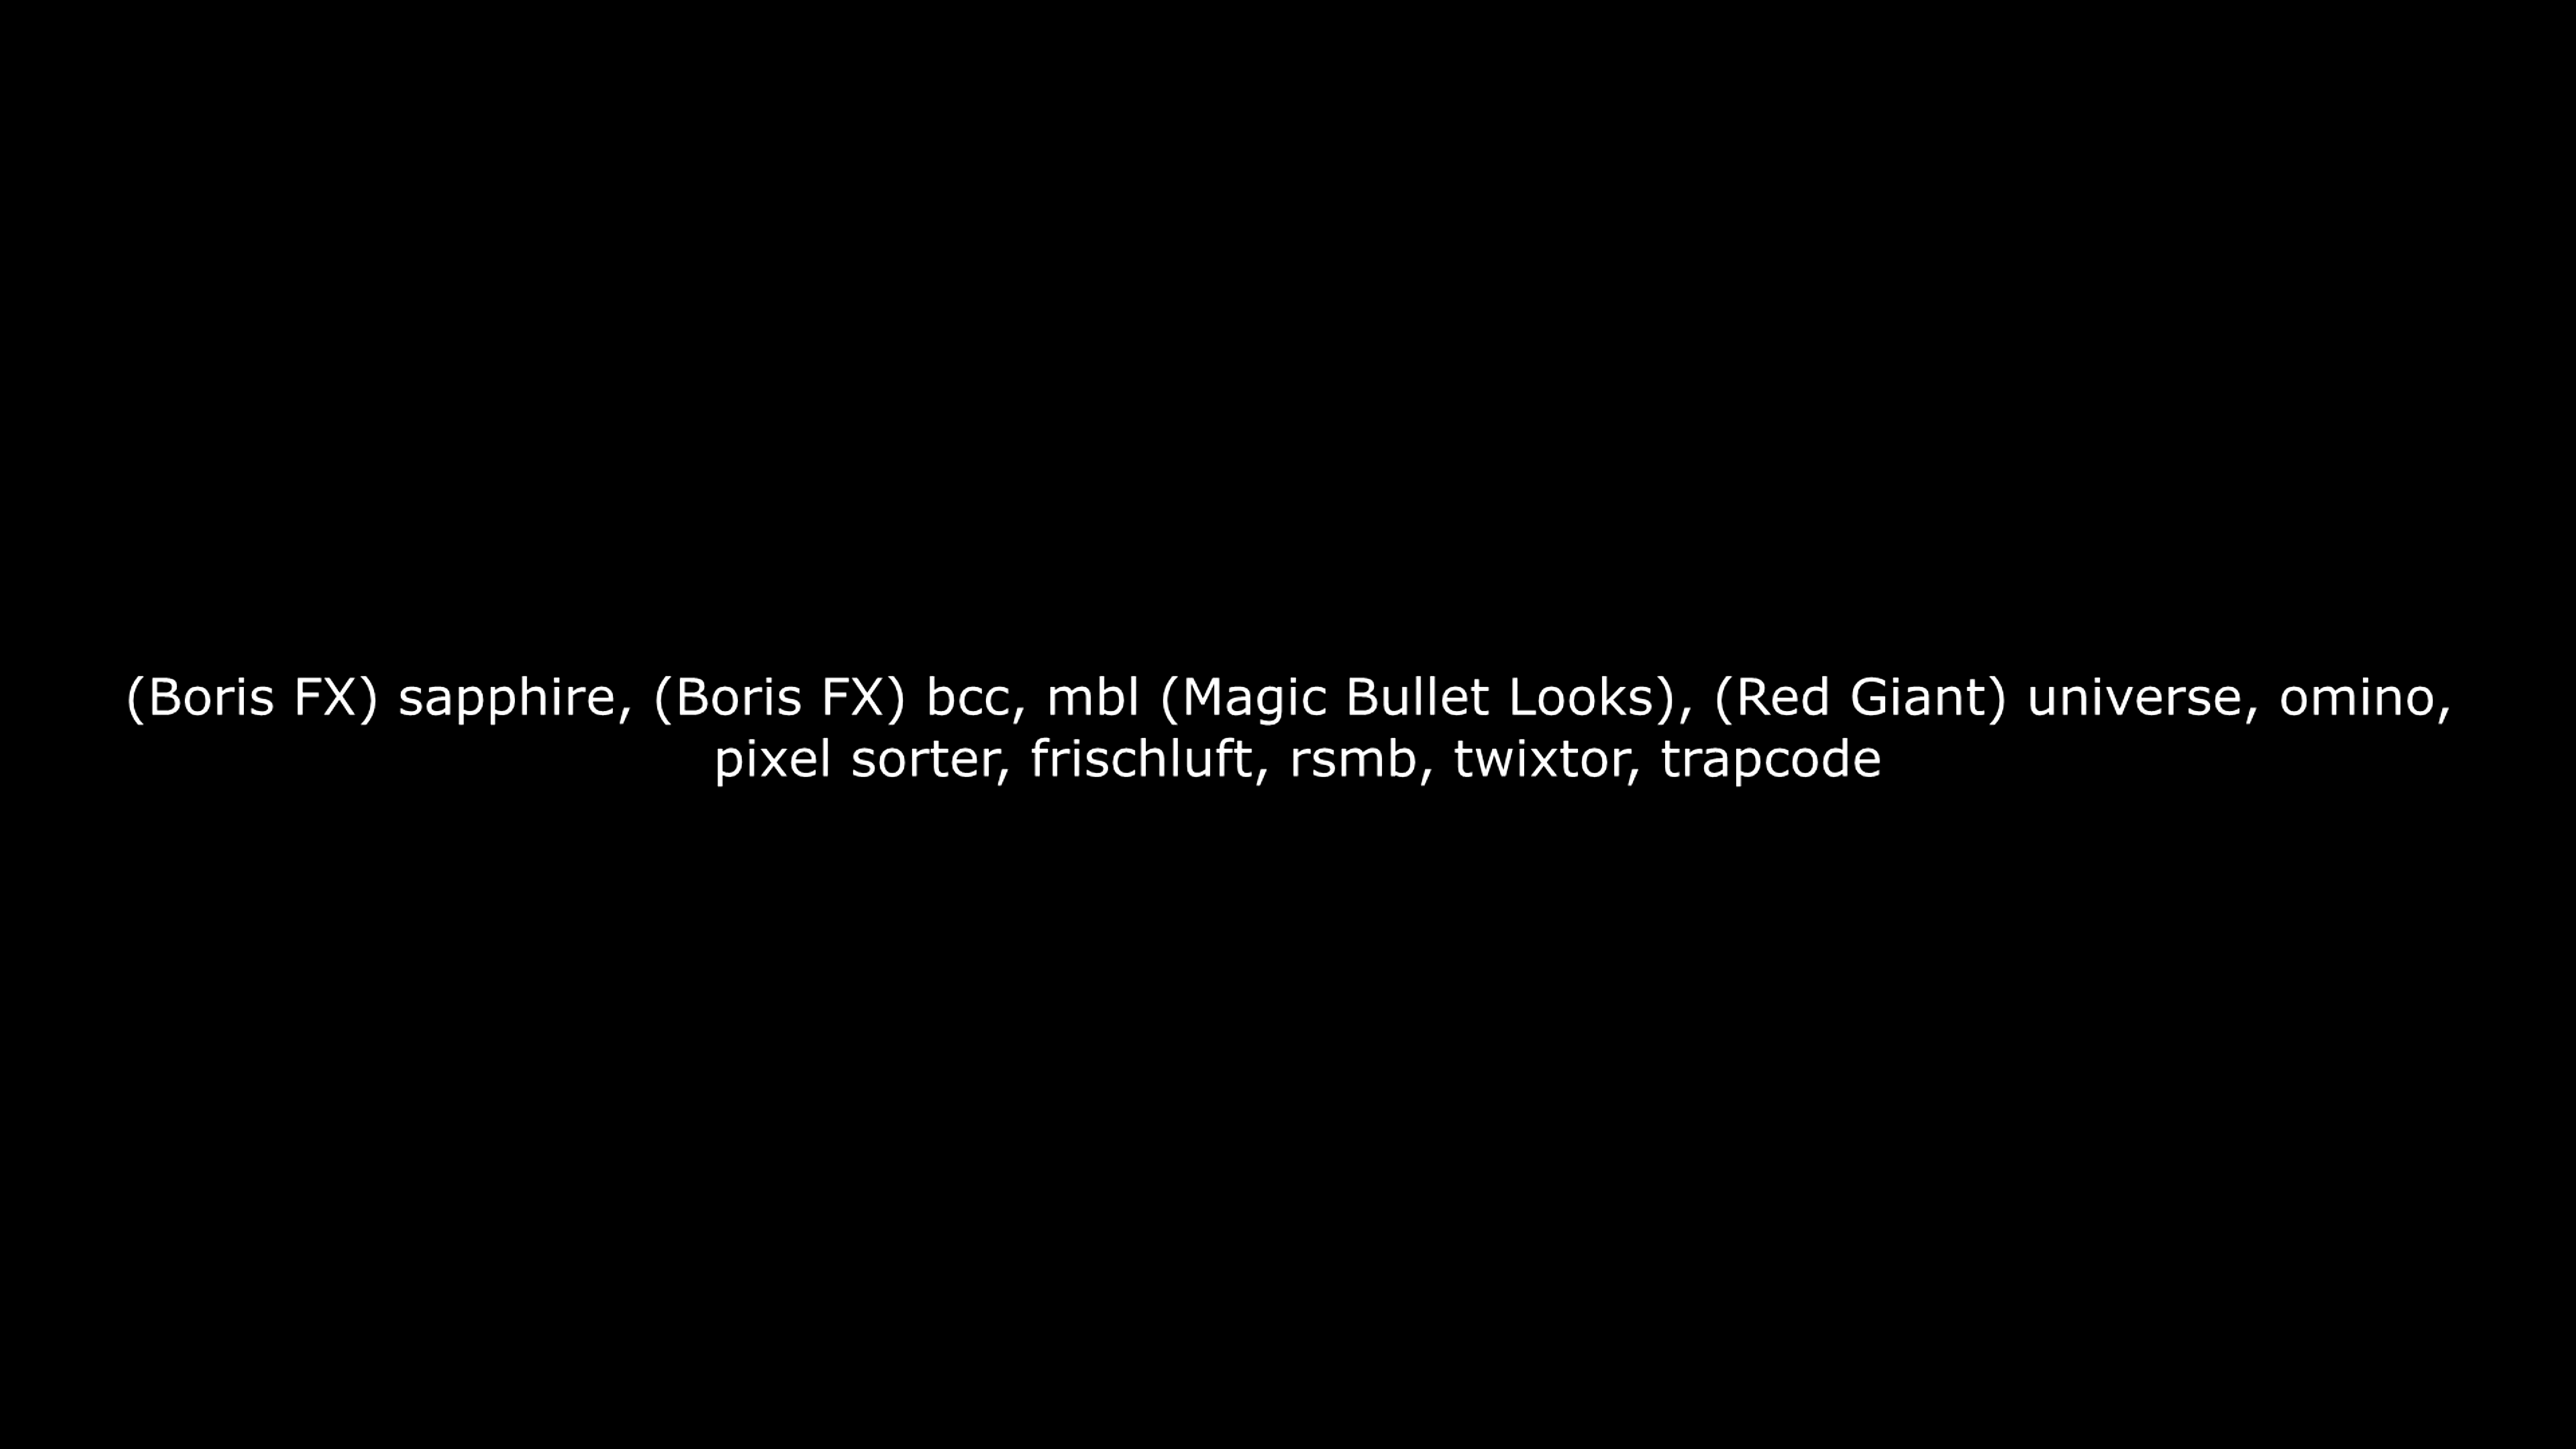 (Boris FX) sapphire, (Boris FX) bcc, mbl (Magic Bullet Looks), (Red Giant) universe, omino,
pixel sorter, frischluft, rsmb, twixtor, trapcode